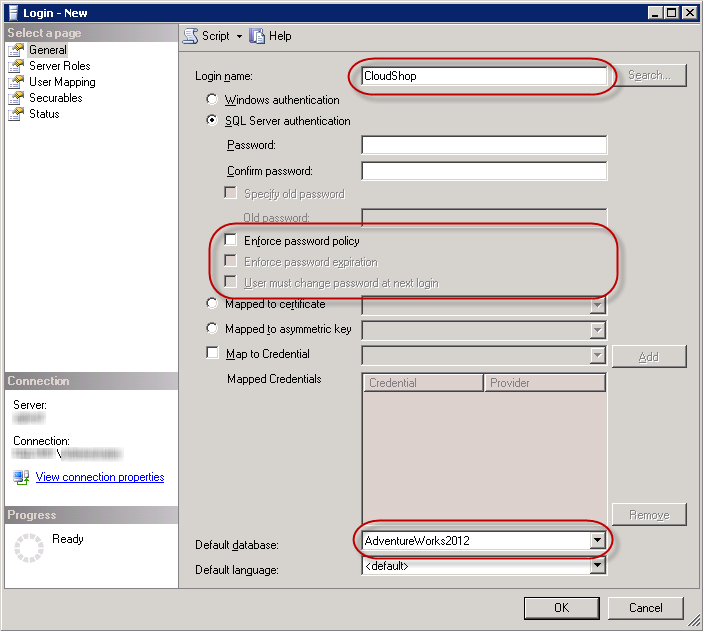 Login - New
Select a page
General
Server Roles
User Mapping
Securables
Status
Script Help
Login name: CloudShop Search...
Windows authentication
SQL Server authentication
Password:
Confirm password:
Specify old password
Old password:
Enforce password policy
Enforce password expiration
User must change password at next login
Mapped to certificate
Mapped to asymmetric key
Map to Credential Add
Mapped Credentials Credential Provider
Remove
Default database: AdventureWorks2012
Default language: <default>
Connection
Server:
Connection:
\
View connection properties
Progress
Ready
OK Cancel